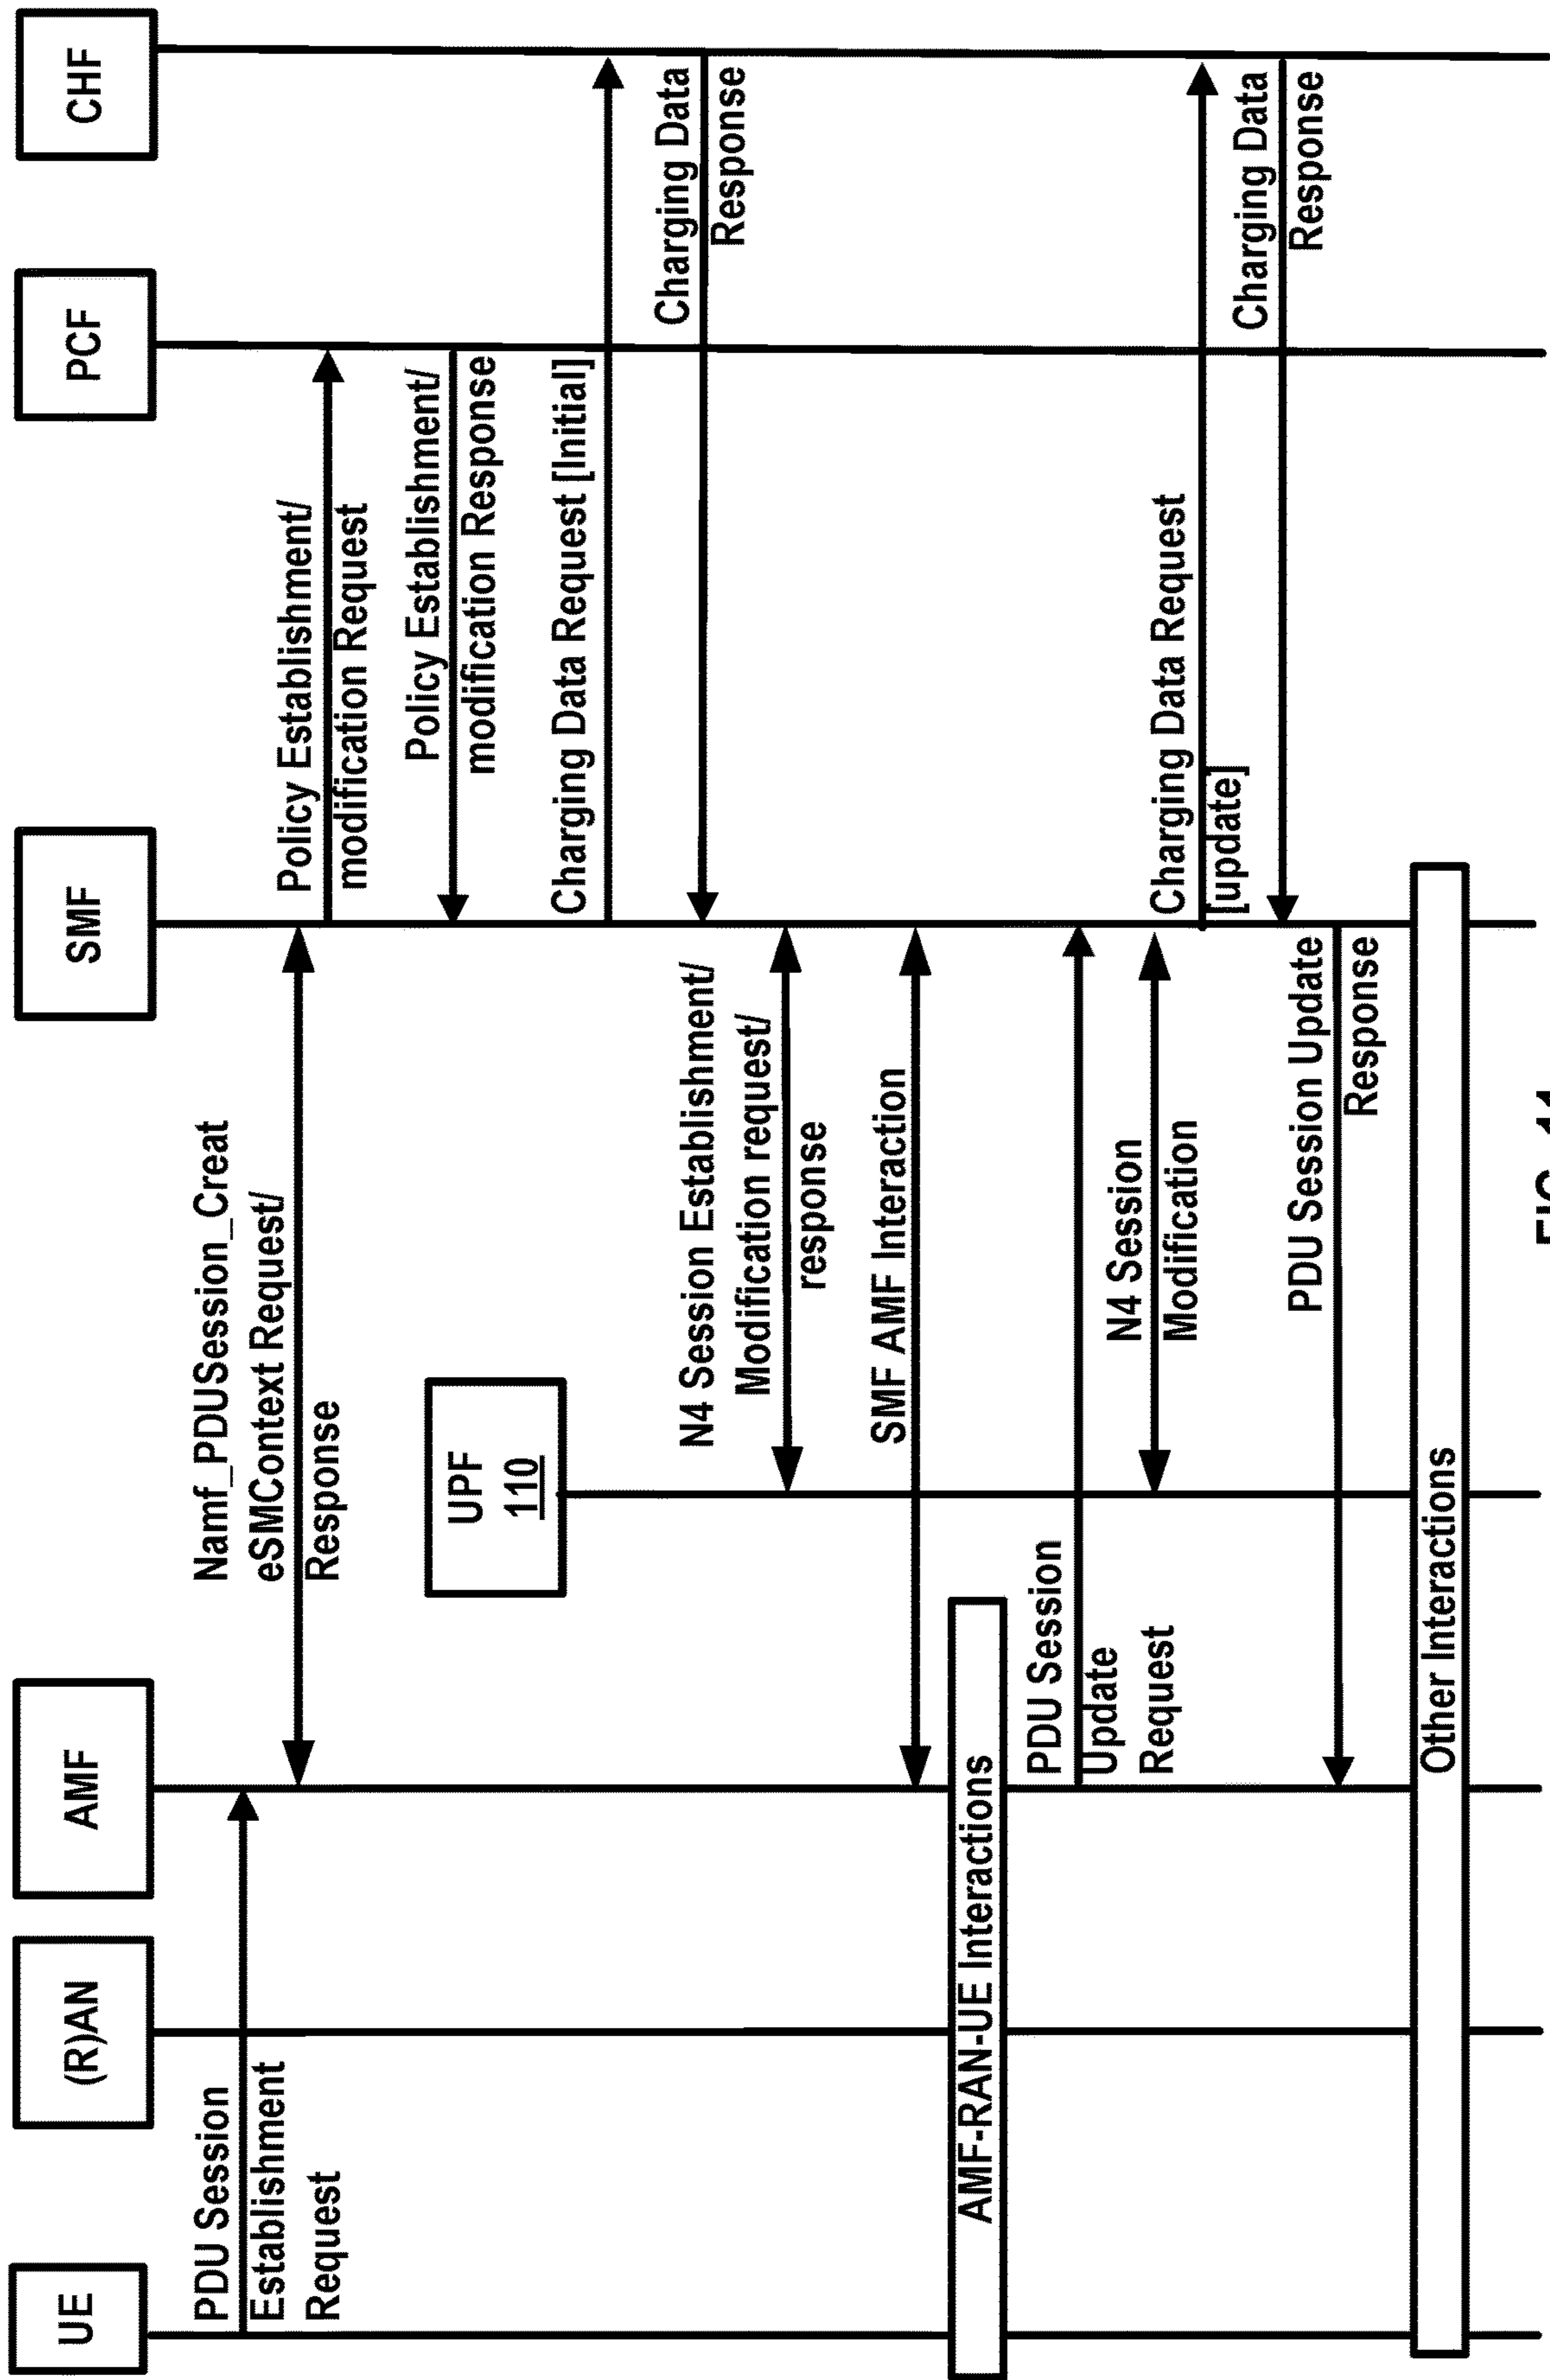 UE
(R)AN
AMF
SMF
PCF
CHF
PDU Session
Establishment
Request
Namf_PDUSession_Creat
eSMContext Request/
Response
Policy Establishment/
modification Request
UPF
110
Policy Establishment/
modification Response
Charging Data Request [Initial]
Charging Data
Response
N4 Session Establishment/
Modification request/
response
SMF AMF Interaction
AMF-RAN-UE Interactions
PDU Session
Update
Request
N4 Session
Modification
Charging Data Request
[update]
Charging Data
Response
PDU Session Update
Response
Other Interactions